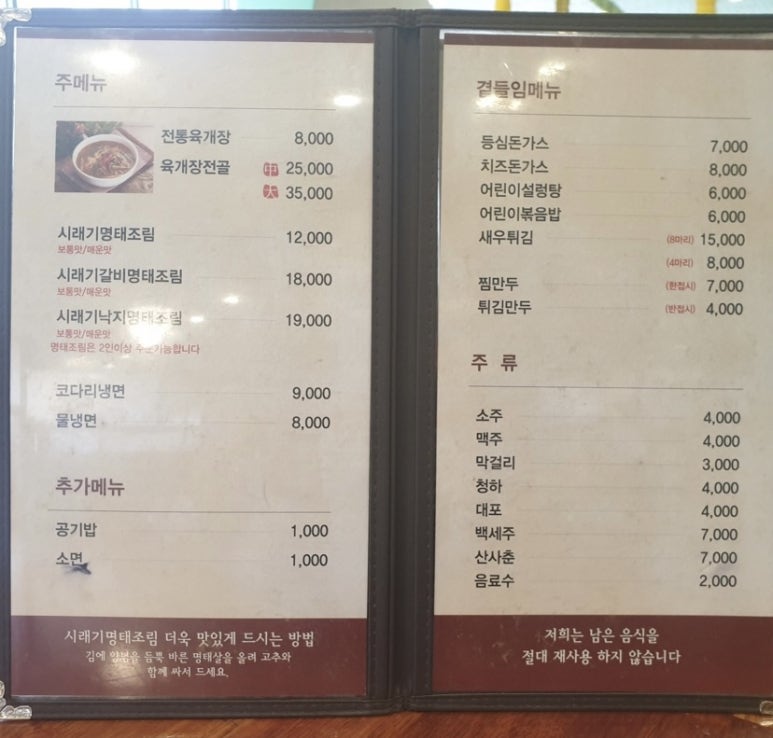 주메뉴
전통육개장 8,000
육개장전골 中 25,000
大 35,000
시래기명태조림 12,000
보통맛/매운맛
시래기갈비명태조림 18,000
보통맛/매운맛
시래기낙지명태조림 19,000
보통맛/매운맛
명태조림은 2인이상 주문가능합니다
코다리냉면 9,000
물냉면 8,000
추가메뉴
공기밥 1,000
소면 1,000
시래기명태조림 더욱 맛있게 드시는 방법
김에 양념을 듬뿍 바른 명태살을 올려 고추와
함께 싸서 드세요.
곁들임메뉴
등심돈가스 7,000
치즈돈가스 8,000
어린이설렁탕 6,000
어린이볶음밥 6,000
새우튀김 (8마리) 15,000
(4마리) 8,000
찜만두 (한접시) 7,000
튀김만두 (반접시) 4,000
주 류
소주 4,000
맥주 4,000
막걸리 3,000
청하 4,000
대포 4,000
백세주 7,000
산사춘 7,000
음료수 2,000
저희는 남은 음식을
절대 재사용 하지 않습니다